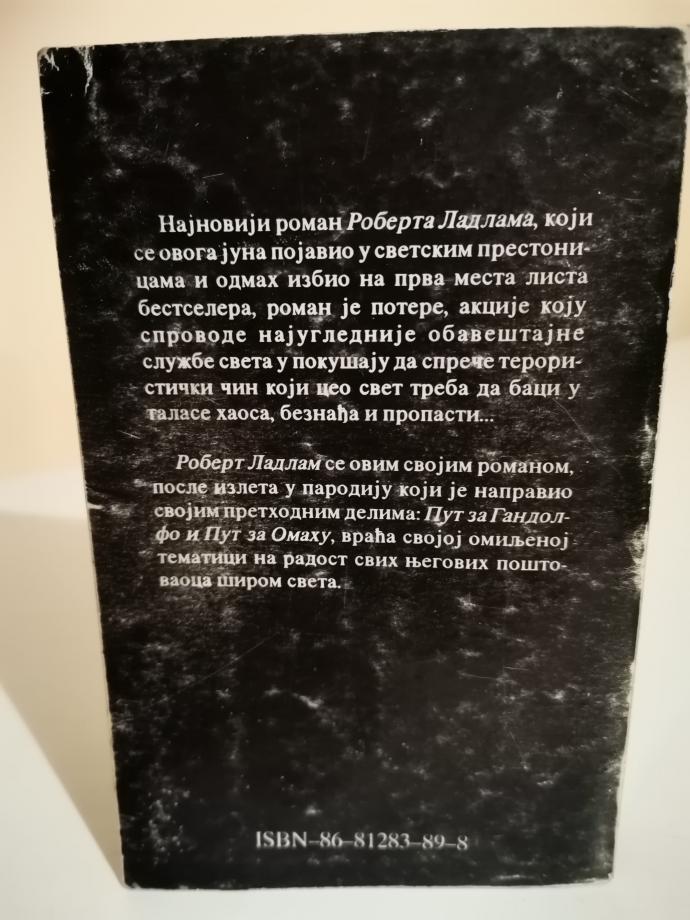 Најновији роман Роберта Ладлама, који
се овога јуна појавио у светским престони-
цама и одмах избио на прва места листа
бестселера, роман је потере, акције коју
спроводе најугледније обавештајне
службе света у покушају да спрече терори-
стички чин који цео свет треба да баци у
таласе хаоса, безнађа и пропасти...
Роберт Ладлам се овим својим романом,
после излета у пародију који је направио
својим претходним делима: Пут за Гандол-
фо и Пут за Омаху, враћа својој омиљеној
тематици на радост свих његових пошто-
ваоца широм света.
ISBN-86-81283-89-8